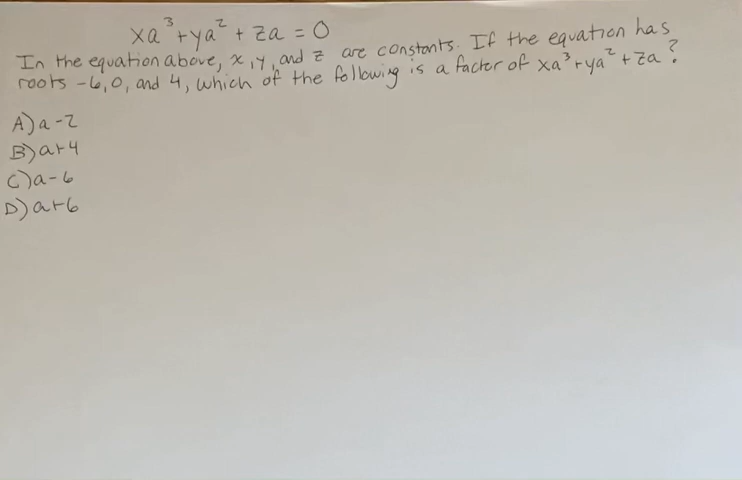 xa³+ya²+za=0
In the equation above, x, y, and z are constants. If the equation has
roots -6, 0, and 4, which of the following is a factor of xa³+ya²+za?
A) a-2
B) a+4
C) a-6
D) a+6